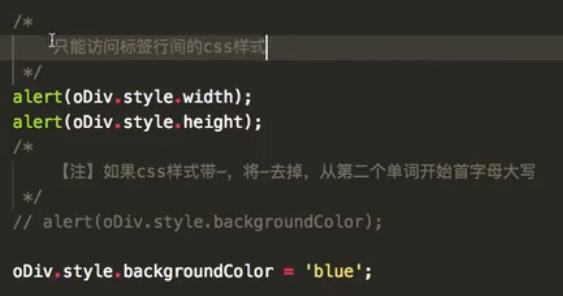 /*
只能访问标签行间的css样式
*/
alert(oDiv.style.width);
alert(oDiv.style.height);
/*
【注】如果css样式带-，将-去掉，从第二个单词开始首字母大写
*/
// alert(oDiv.style.backgroundColor);
oDiv.style.backgroundColor = 'blue';